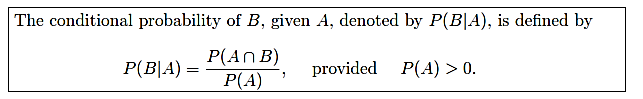 The conditional probability of B, given A, denoted by P(B|A), is defined by
P(B|A) = P(A ∩ B) / P(A), provided P(A) > 0.